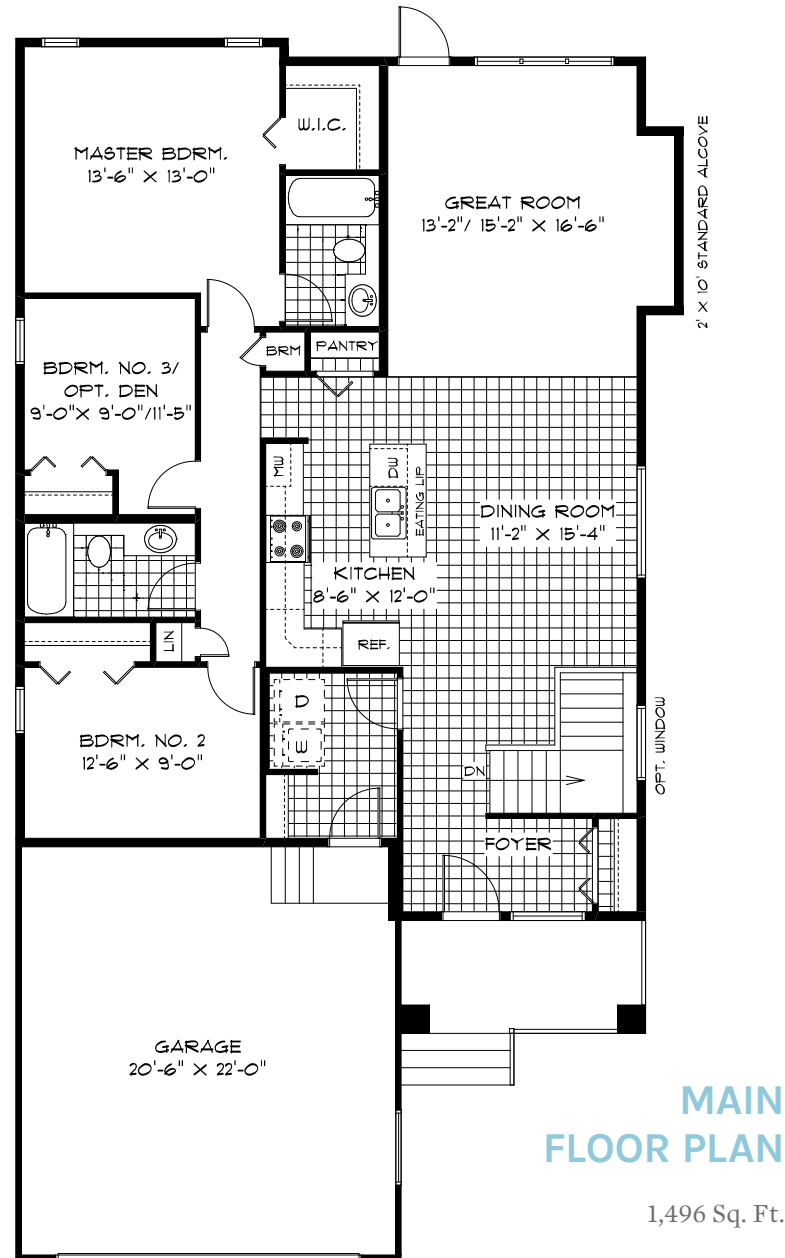 W.I.C.
MASTER BDRM.
13'-6" X 13'-0"
GREAT ROOM
13'-2"/ 15'-2" X 16'-6"
2' X 10' STANDARD ALCOVE
BRM
PANTRY
BDRM. NO. 3/
OPT. DEN
9'-0"X 9'-0"/11'-5"
MW
DW
EATING LIP
DINING ROOM
11'-2" X 15'-4"
KITCHEN
8'-6" X 12'-0"
REF.
LIN
D
W
BDRM. NO. 2
12'-6" X 9'-0"
DN
OPT. WINDOW
FOYER
GARAGE
20'-6" X 22'-0"
MAIN
FLOOR PLAN
1,496 Sq. Ft.